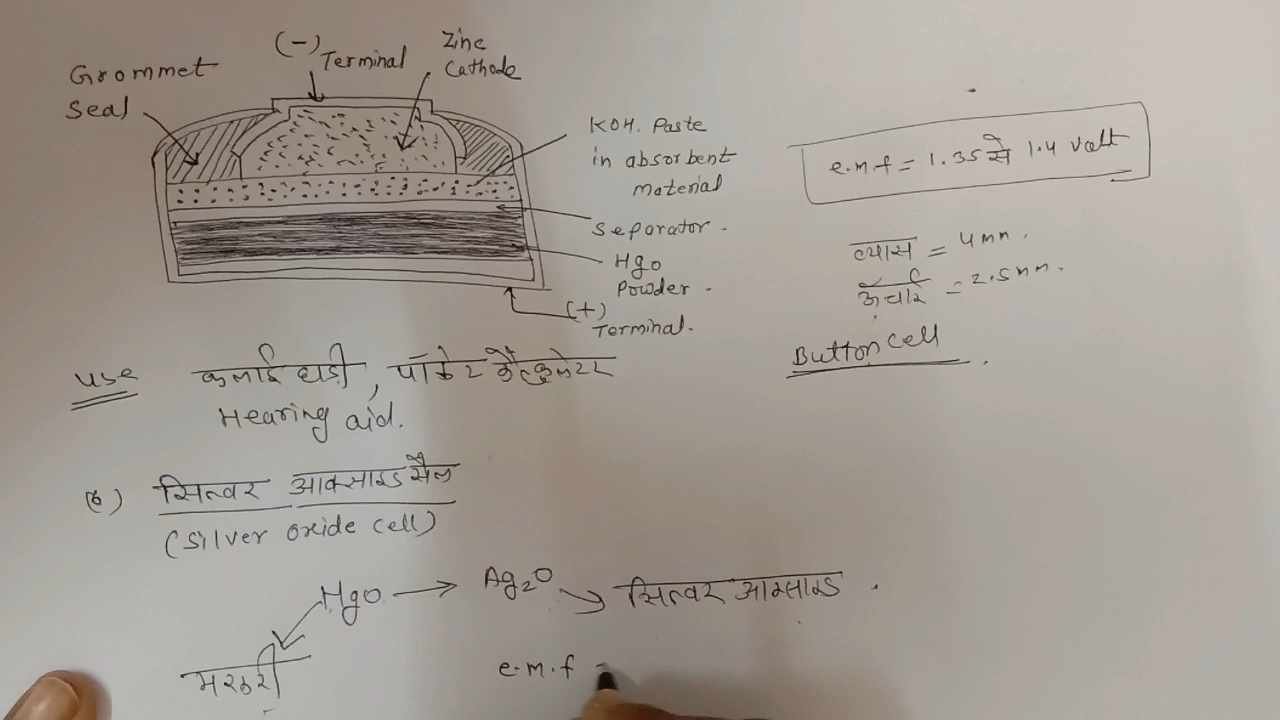 Grommet
Seal
(-) Terminal
Zinc
Cathode
KOH. Paste
in absorbent
material
Separator.
HgO
Powder.
(+)
Terminal.
e.m.f = 1.35 से 1.4 valt
व्यास = 4mm.
ऊचाई = 2.5mm.
Button cell.
use कलाई घडी, पॉकेट कैल्कुलेटर
Hearing aid.
(6) सिल्वर आक्साइड सैल
(Silver oxide cell)
HgO → Ag2O → सिल्वर आक्साइड.
मरकरी
e.m.f =